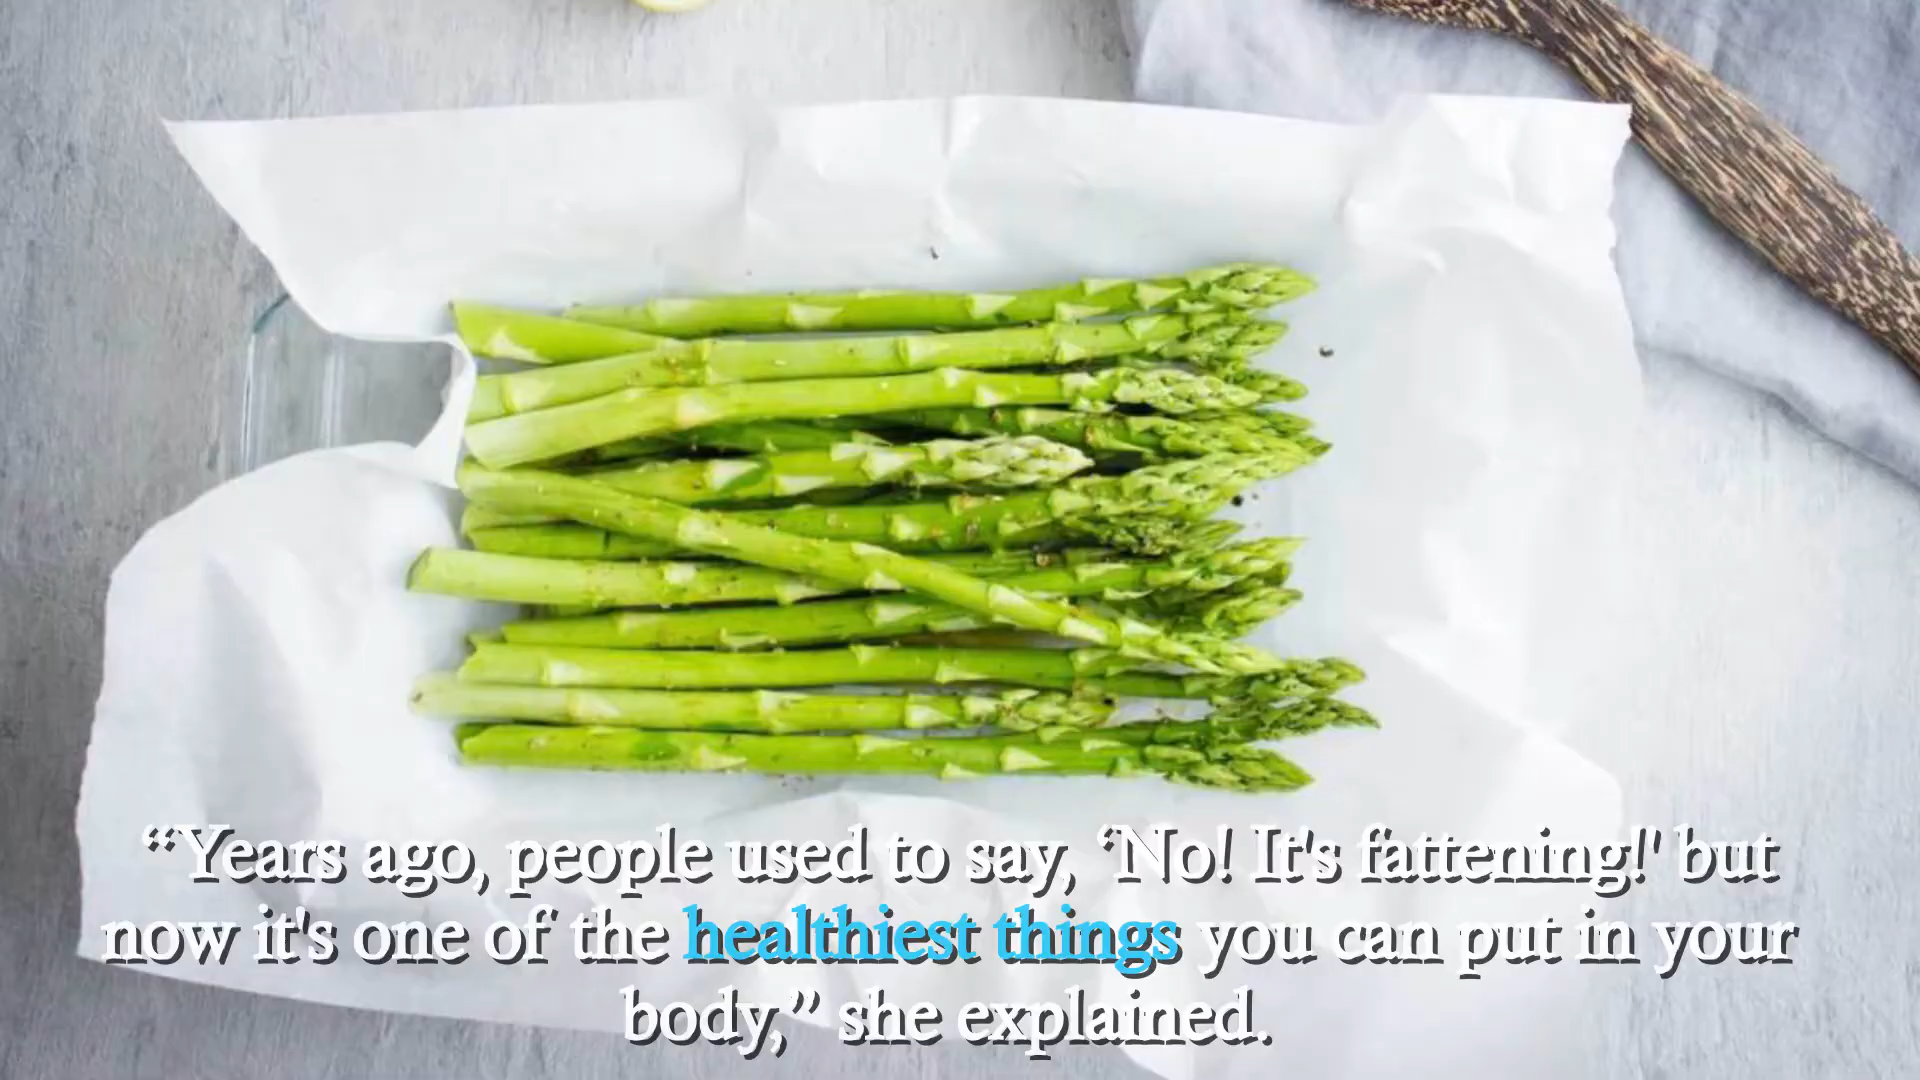 “Years ago, people used to say, ‘No! It's fattening!' but
now it's one of the healthiest things you can put in your
body,” she explained.